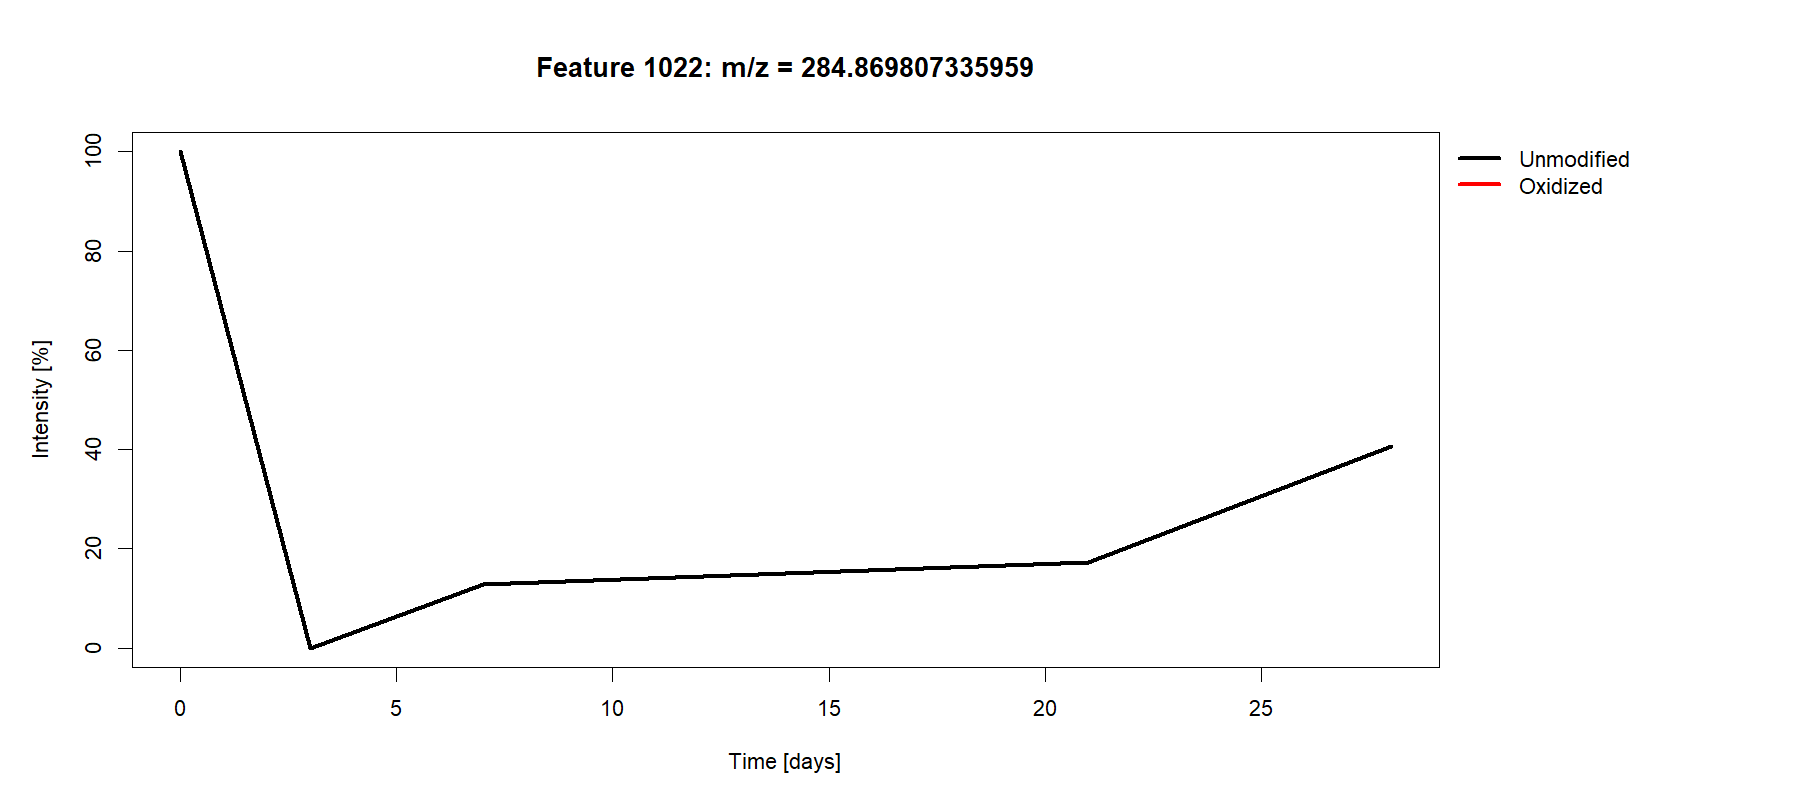 Feature 1022: m/z = 284.869807335959
Unmodified
Oxidized
Intensity [%]
100
80
60
40
20
0
0 5 10 15 20 25
Time [days]